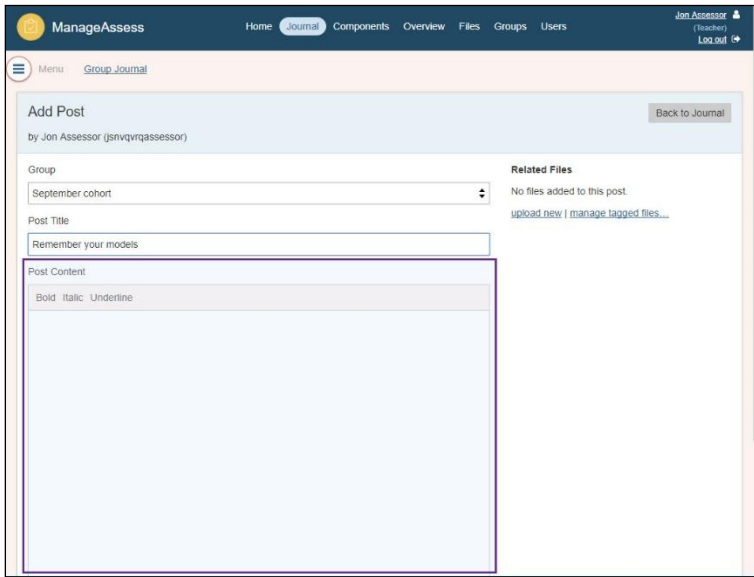 ManageAssess
Home Journal Components Overview Files Groups Users
Jon Assessor
(Teacher)
Log out
Menu Group Journal
Add Post
Back to Journal
by Jon Assessor (jsnvqvrqassessor)
Group
September cohort
Post Title
Remember your models
Post Content
Bold Italic Underline
Related Files
No files added to this post.
upload new | manage tagged files...